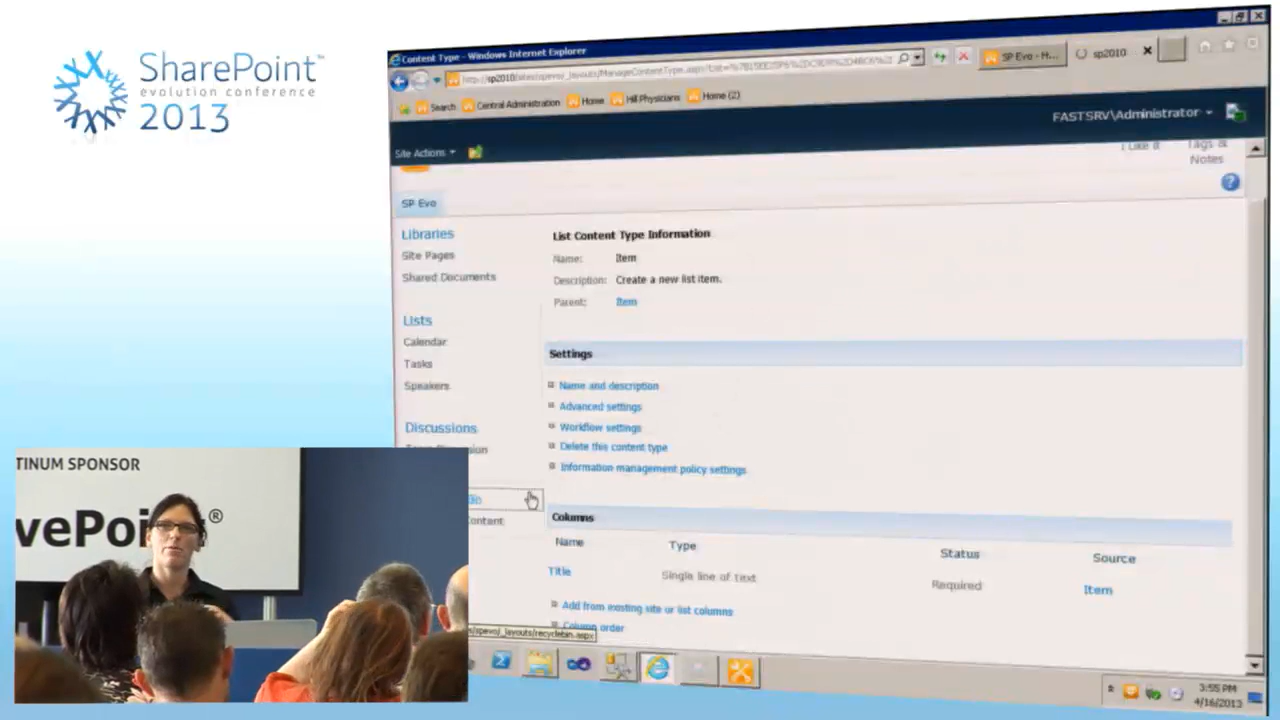 SharePoint™
evolution conference
2013
Content Type - Windows Internet Explorer
SP Evo - H...
sp2010
Search
Central Administration
Home
Hill Physicians
Home (2)
FASTSRV\Administrator
Site Actions
Tags &
Notes
SP Evo
Libraries
Site Pages
Shared Documents
Lists
Calendar
Tasks
Speakers
Discussions
List Content Type Information
Name: Item
Description: Create a new list item.
Parent: Item
Settings
Name and description
Advanced settings
Workflow settings
Delete this content type
Information management policy settings
Columns
Name Type Status Source
Title Single line of text Required Item
Add from existing site or list columns
Column order
ontent
s/spevo/_layouts/recyclebin.aspx
3:55 PM
4/16/2013
TINUM SPONSOR
vePoi ®